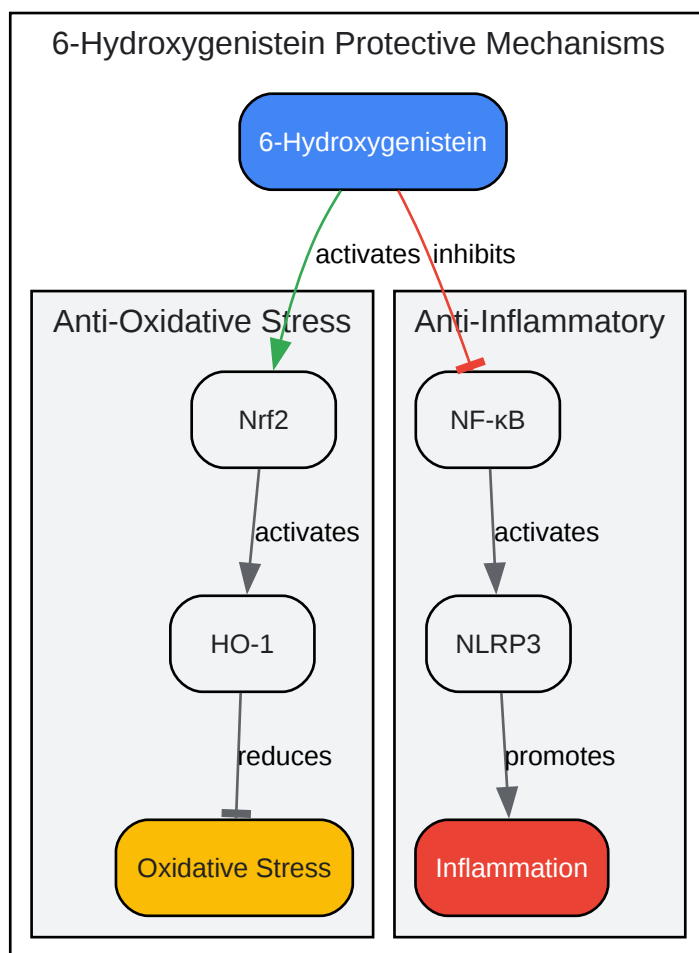 6-Hydroxygenistein Protective Mechanisms
6-Hydroxygenistein
activates
inhibits
Anti-Oxidative Stress
Anti-Inflammatory
Nrf2
NF-κB
activates
activates
HO-1
NLRP3
reduces
promotes
Oxidative Stress
Inflammation